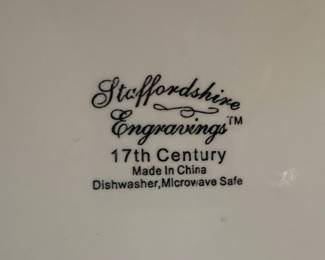 Staffordshire
Engravings™
17th Century
Made In China
Dishwasher,Microwave Safe